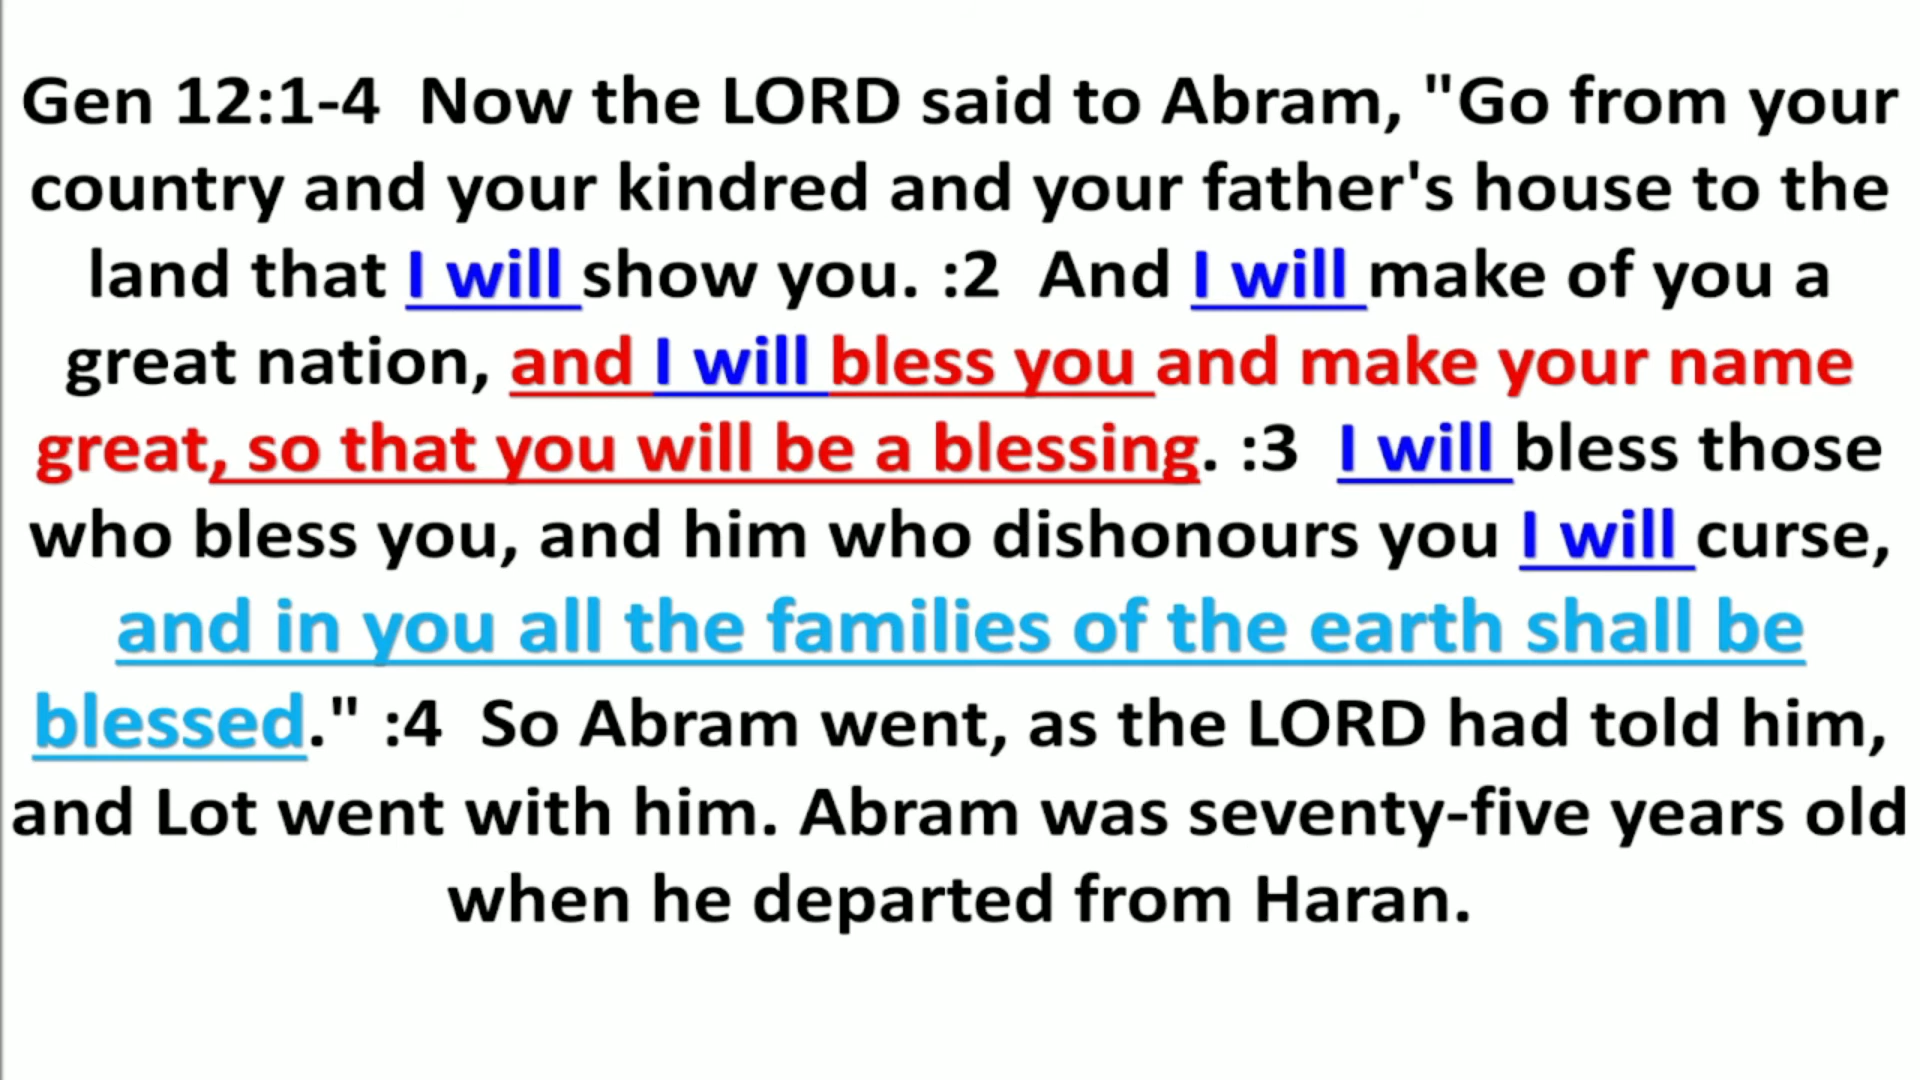 Gen 12:1-4  Now the LORD said to Abram, "Go from your
country and your kindred and your father's house to the
land that I will show you. :2  And I will make of you a
great nation, and I will bless you and make your name
great, so that you will be a blessing. :3  I will bless those
who bless you, and him who dishonours you I will curse,
and in you all the families of the earth shall be
blessed." :4  So Abram went, as the LORD had told him,
and Lot went with him. Abram was seventy-five years old
when he departed from Haran.